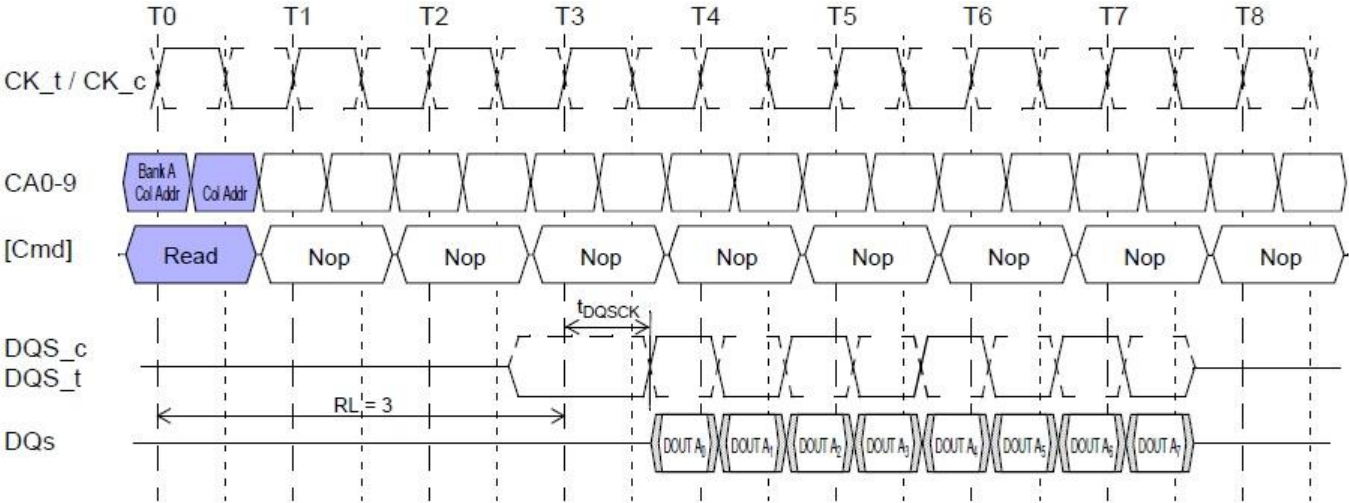 T0 T1 T2 T3 T4 T5 T6 T7 T8
CK_t / CK_c
CA0-9 Bank A Col Addr Col Addr
[Cmd] Read Nop Nop Nop Nop Nop Nop Nop Nop
tDQSCK
DQS_c
DQS_t
RL = 3
DQs DOUT A0 DOUT A1 DOUT A2 DOUT A3 DOUT A4 DOUT A5 DOUT A6 DOUT A7